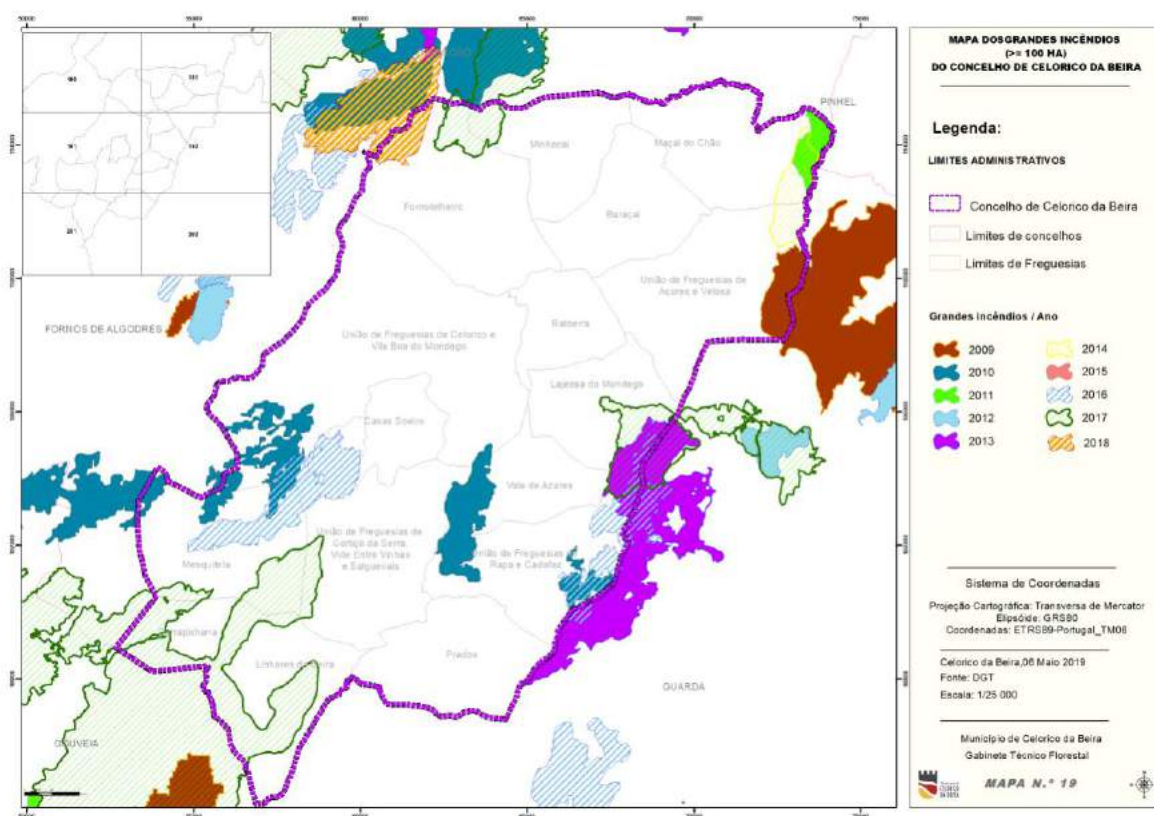 MAPA DOSGRANDES INCÊNDIOS
(>= 100 HA)
DO CONCELHO DE CELORICO DA BEIRA
Legenda:
LIMITES ADMINISTRATIVOS
Concelho de Celorico da Beira
Limites de concelhos
Limites de Freguesias
Grandes incêndios / Ano
2009
2010
2011
2012
2013
2014
2015
2016
2017
2018
Sistema de Coordenadas
Projeção Cartográfica: Transversa de Mercator
Elipsóide: GRS80
Coordenadas: ETRS89-Portugal_TM06
Celorico da Beira,06 Maio 2019
Fonte: DGT
Escala: 1/25 000
Município de Celorico da Beira
Gabinete Técnico Florestal
MAPA N.º 19
PINHEL
Minhocal
Maçal do Chão
Forno telheiro
Baraçal
União de Freguesias de
Açores e Velosa
FORNOS DE ALGODRES
Ratoeira
União de Freguesias de Celorico e
Vila Boa do Mondego
Lajeosa do Mondego
Casas Soeiro
Vale de Azares
União de Freguesias de
Cortiço da Serra,
Vide Entre Vinhas
e Salgueirais
União de Freguesias
Rapa e Cadafaz
Mesquitela
Linhares da Beira
Prados
GUARDA
GOUVEIA